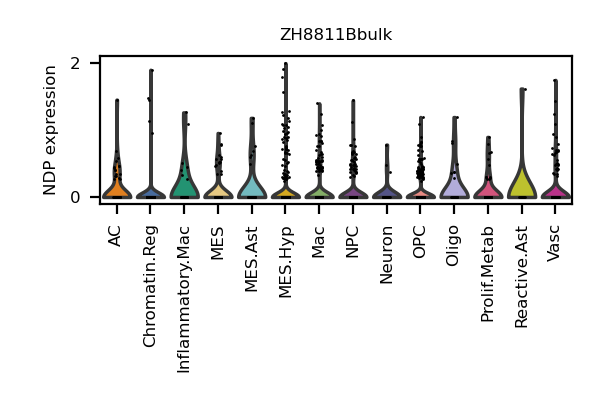 ZH8811Bbulk
NDP expression
2
0
AC
Chromatin.Reg
Inflammatory.Mac
MES
MES.Ast
MES.Hyp
Mac
NPC
Neuron
OPC
Oligo
Prolif.Metab
Reactive.Ast
Vasc